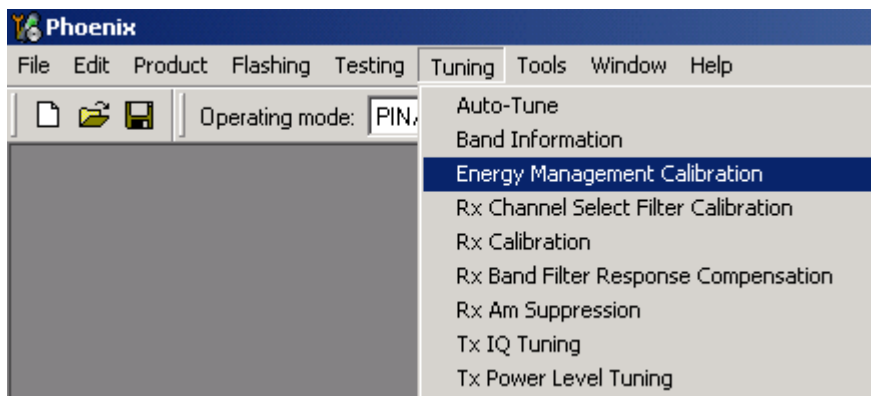 Phoenix
File Edit Product Flashing Testing Tuning Tools Window Help
Operating mode:
Auto-Tune
Band Information
Energy Management Calibration
Rx Channel Select Filter Calibration
Rx Calibration
Rx Band Filter Response Compensation
Rx Am Suppression
Tx IQ Tuning
Tx Power Level Tuning